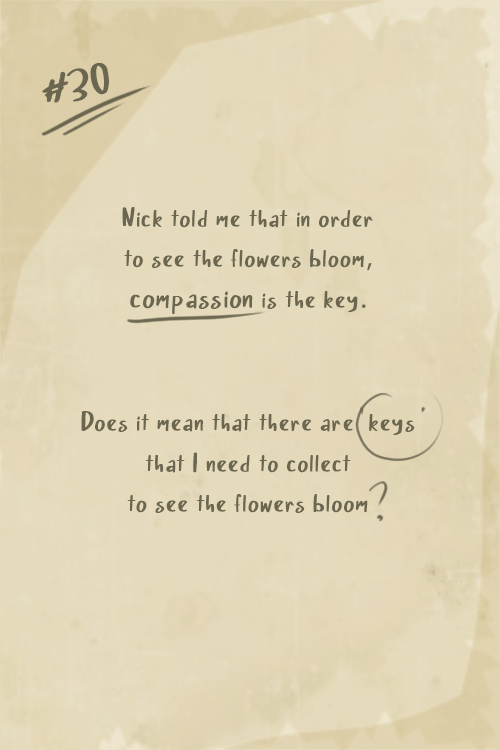 #30
Nick told me that in order
to see the flowers bloom,
compassion is the key.
Does it mean that there are 'keys'
that I need to collect
to see the flowers bloom?